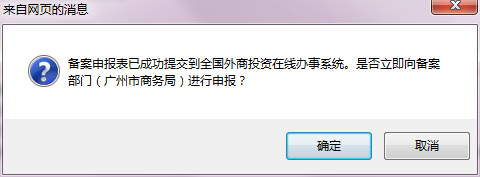 来自网页的消息
备案申报表已成功提交到全国外商投资在线办事系统。是否立即向备案
部门（广州市商务局）进行申报？
确定
取消